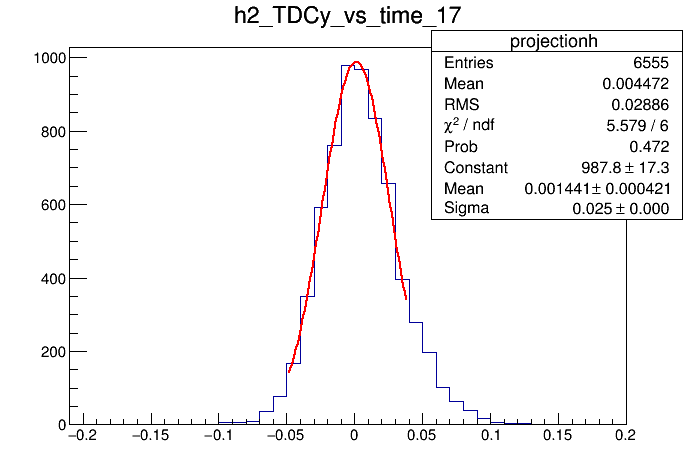 h2_TDCy_vs_time_17
projectionh
Entries 6555
Mean 0.004472
RMS 0.02886
χ² / ndf 5.579 / 6
Prob 0.472
Constant 987.8 ± 17.3
Mean 0.001441 ± 0.000421
Sigma 0.025 ± 0.000
1000
800
600
400
200
0
−0.2 −0.15 −0.1 −0.05 0 0.05 0.1 0.15 0.2